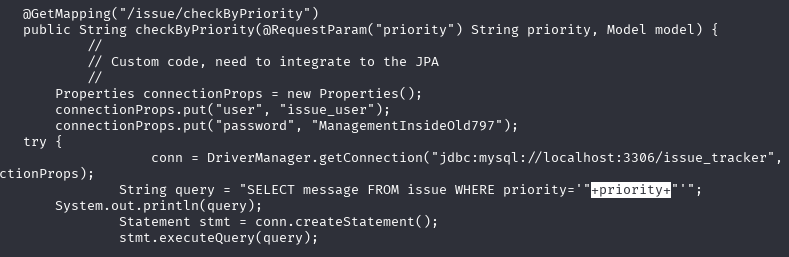 @GetMapping("/issue/checkByPriority")
public String checkByPriority(@RequestParam("priority") String priority, Model model) {
//
// Custom code, need to integrate to the JPA
//
Properties connectionProps = new Properties();
connectionProps.put("user", "issue_user");
connectionProps.put("password", "ManagementInsideOld797");
try {
conn = DriverManager.getConnection("jdbc:mysql://localhost:3306/issue_tracker",
ctionProps);
String query = "SELECT message FROM issue WHERE priority='"+priority+"'";
System.out.println(query);
Statement stmt = conn.createStatement();
stmt.executeQuery(query);